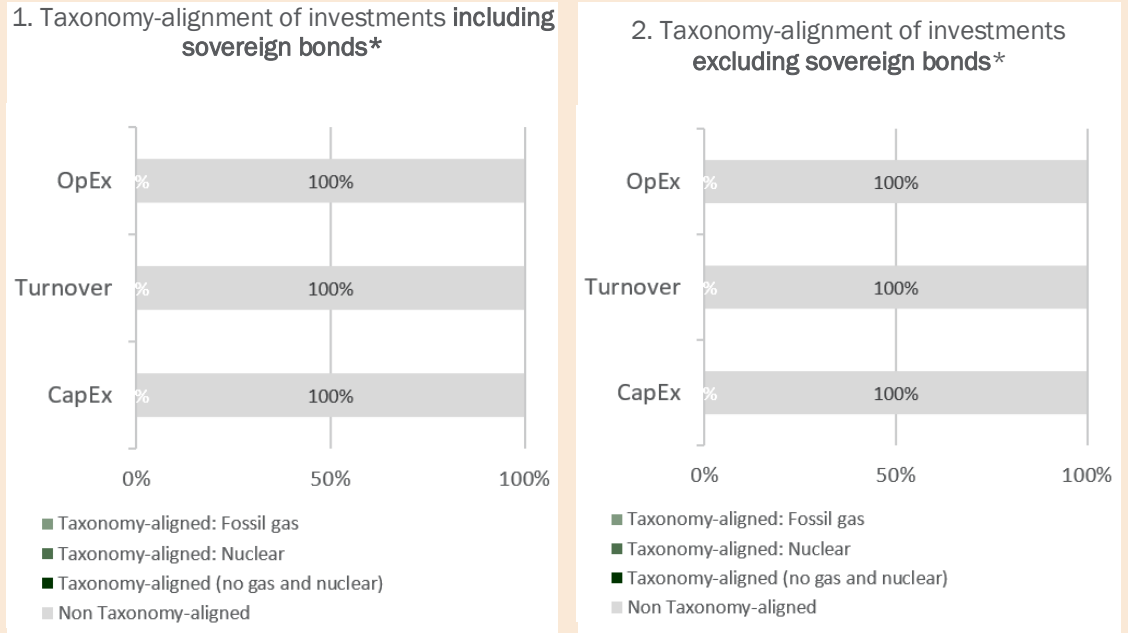 1. Taxonomy-alignment of investments including
sovereign bonds*
OpEx
%
100%
Turnover
%
100%
CapEx
%
100%
0%
50%
100%
Taxonomy-aligned: Fossil gas
Taxonomy-aligned: Nuclear
Taxonomy-aligned (no gas and nuclear)
Non Taxonomy-aligned
2. Taxonomy-alignment of investments
excluding sovereign bonds*
OpEx
%
100%
Turnover
%
100%
CapEx
%
100%
0%
50%
100%
Taxonomy-aligned: Fossil gas
Taxonomy-aligned: Nuclear
Taxonomy-aligned (no gas and nuclear)
Non Taxonomy-aligned